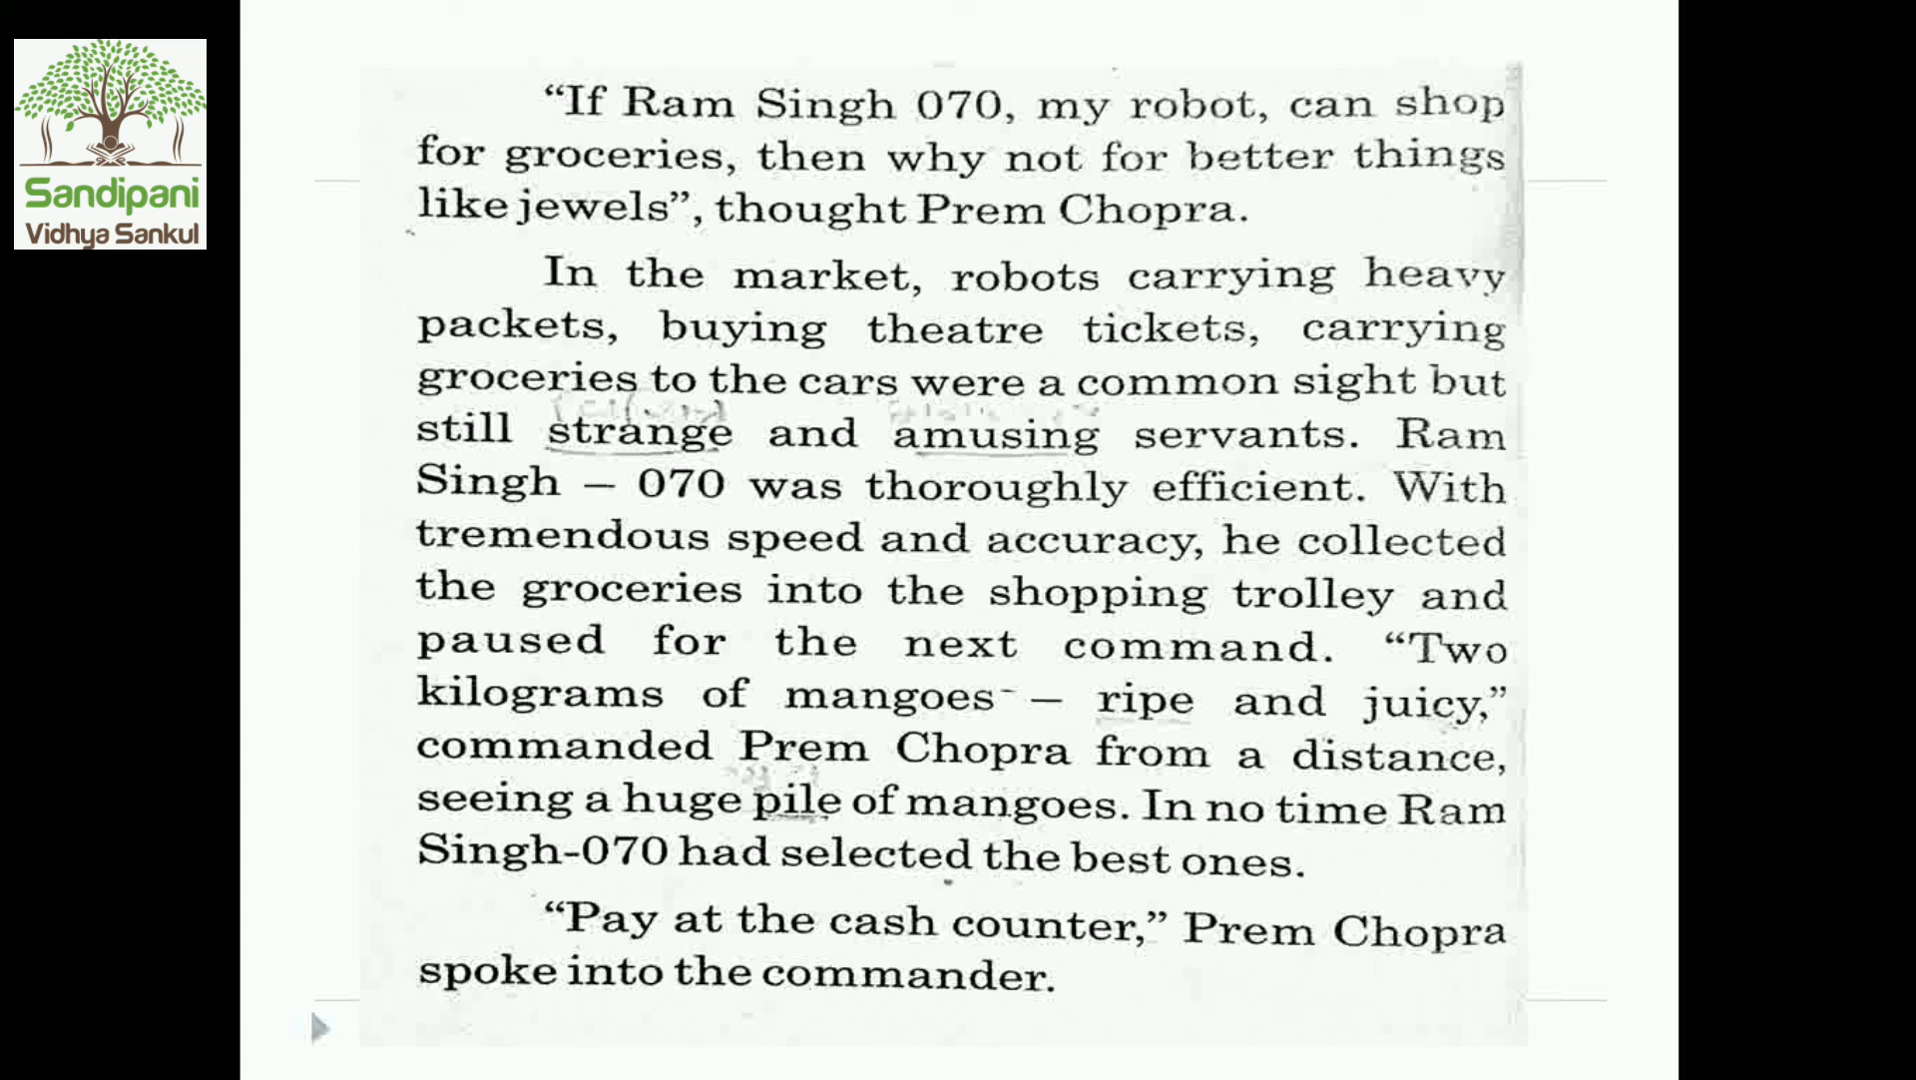 Sandipani
Vidhya Sankul
“If Ram Singh 070, my robot, can shop
for groceries, then why not for better things
like jewels”, thought Prem Chopra.
In the market, robots carrying heavy
packets, buying theatre tickets, carrying
groceries to the cars were a common sight but
still strange and amusing servants. Ram
Singh – 070 was thoroughly efficient. With
tremendous speed and accuracy, he collected
the groceries into the shopping trolley and
paused for the next command. “Two
kilograms of mangoes – ripe and juicy,”
commanded Prem Chopra from a distance,
seeing a huge pile of mangoes. In no time Ram
Singh-070 had selected the best ones.
“Pay at the cash counter,” Prem Chopra
spoke into the commander.